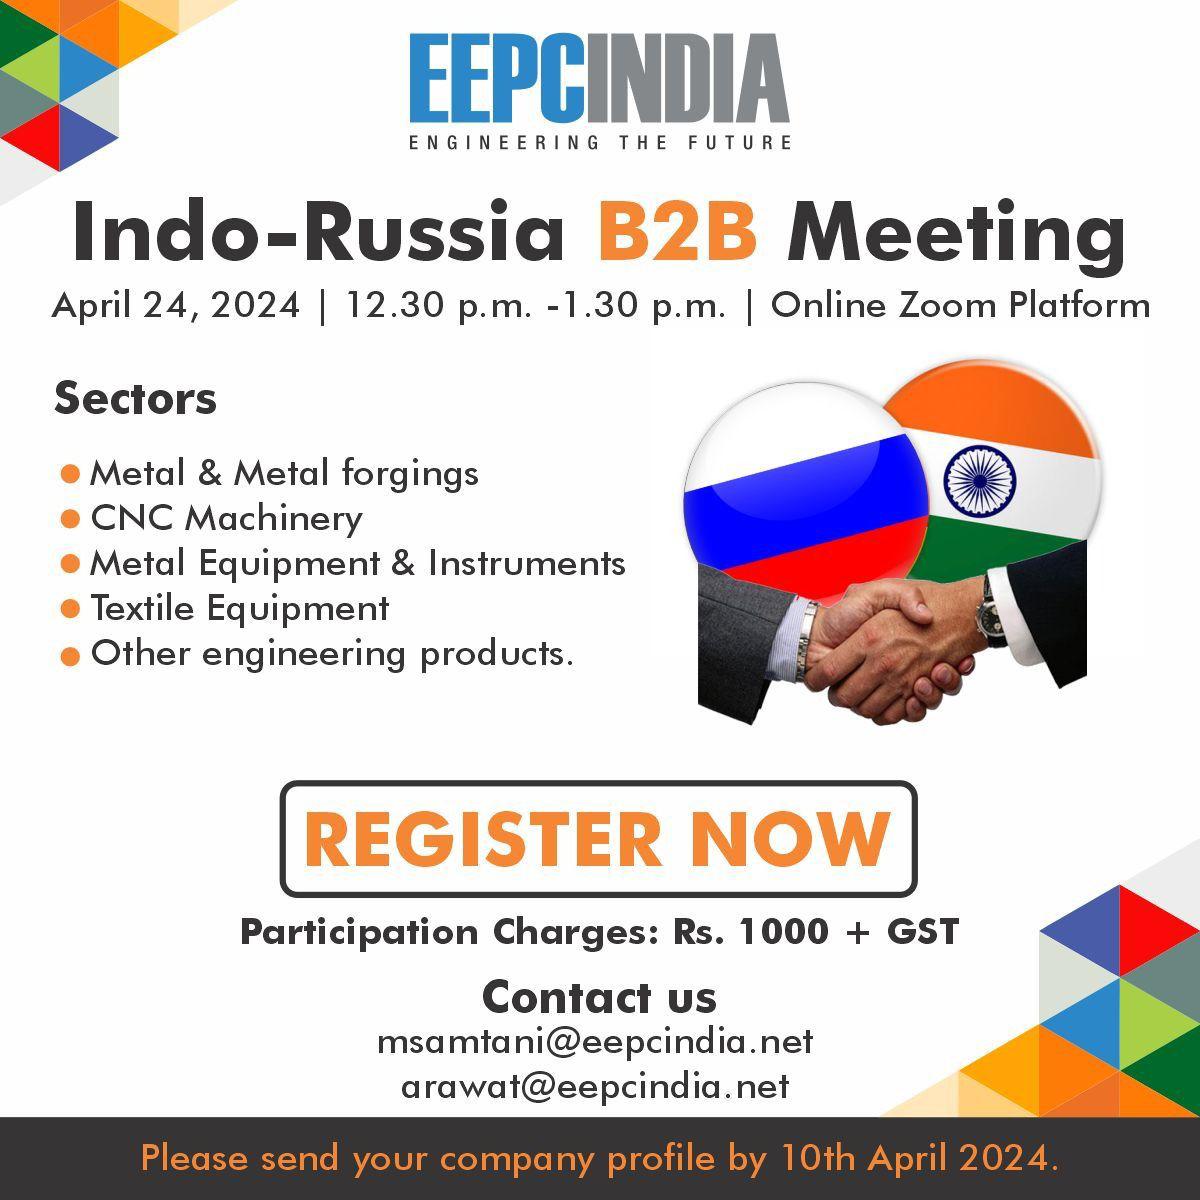 EEPCINDIA
ENGINEERING THE FUTURE
Indo-Russia B2B Meeting
April 24, 2024 | 12.30 p.m. -1.30 p.m. | Online Zoom Platform
Sectors
Metal & Metal forgings
CNC Machinery
Metal Equipment & Instruments
Textile Equipment
Other engineering products.
REGISTER NOW
Participation Charges: Rs. 1000 + GST
Contact us
msamtani@eepcindia.net
arawat@eepcindia.net
Please send your company profile by 10th April 2024.